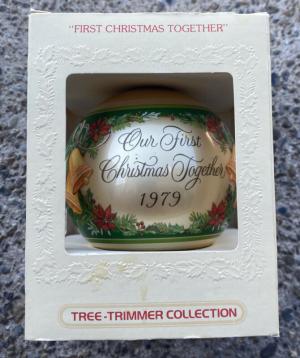 "FIRST CHRISTMAS TOGETHER"
Our First
Christmas Together
1979
TREE-TRIMMER COLLECTION